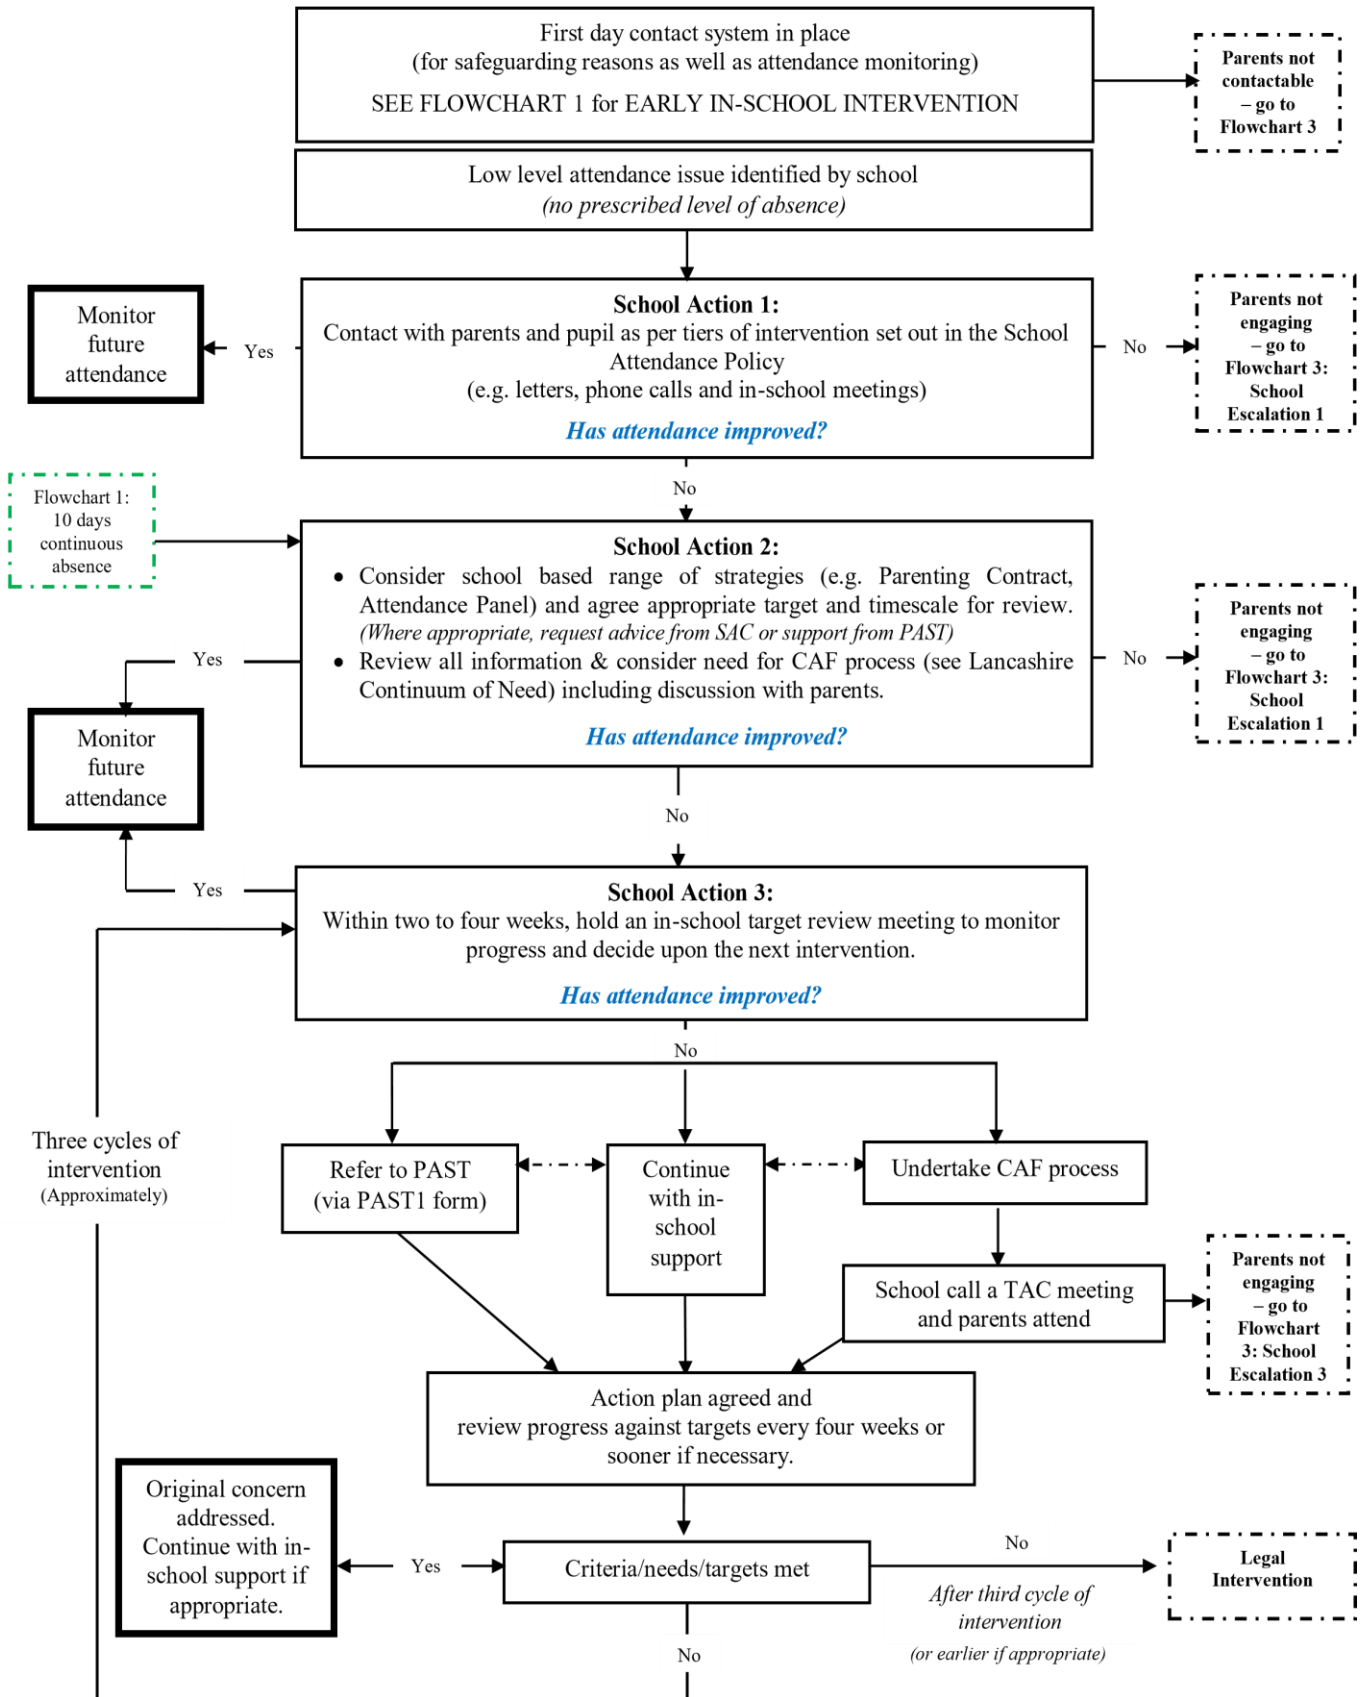 First day contact system in place
(for safeguarding reasons as well as attendance monitoring)
SEE FLOWCHART 1 for EARLY IN-SCHOOL INTERVENTION
Parents not
contactable
– go to
Flowchart 3
Low level attendance issue identified by school
(no prescribed level of absence)
Monitor
future
attendance
Yes
School Action 1:
Contact with parents and pupil as per tiers of intervention set out in the School
Attendance Policy
(e.g. letters, phone calls and in-school meetings)
Has attendance improved?
No
Parents not
engaging
– go to
Flowchart 3:
School
Escalation 1
No
Flowchart 1:
10 days
continuous
absence
School Action 2:
• Consider school based range of strategies (e.g. Parenting Contract,
Attendance Panel) and agree appropriate target and timescale for review.
(Where appropriate, request advice from SAC or support from PAST)
• Review all information & consider need for CAF process (see Lancashire
Continuum of Need) including discussion with parents.
Has attendance improved?
No
Parents not
engaging
– go to
Flowchart 3:
School
Escalation 1
Yes
Monitor
future
attendance
No
Yes
School Action 3:
Within two to four weeks, hold an in-school target review meeting to monitor
progress and decide upon the next intervention.
Has attendance improved?
No
Three cycles of
intervention
(Approximately)
Refer to PAST
(via PAST1 form)
Continue
with in-
school
support
Undertake CAF process
School call a TAC meeting
and parents attend
Parents not
engaging
– go to
Flowchart
3: School
Escalation 3
Action plan agreed and
review progress against targets every four weeks or
sooner if necessary.
Original concern
addressed.
Continue with in-
school support if
appropriate.
Yes
Criteria/needs/targets met
No
After third cycle of
intervention
(or earlier if appropriate)
Legal
Intervention
No